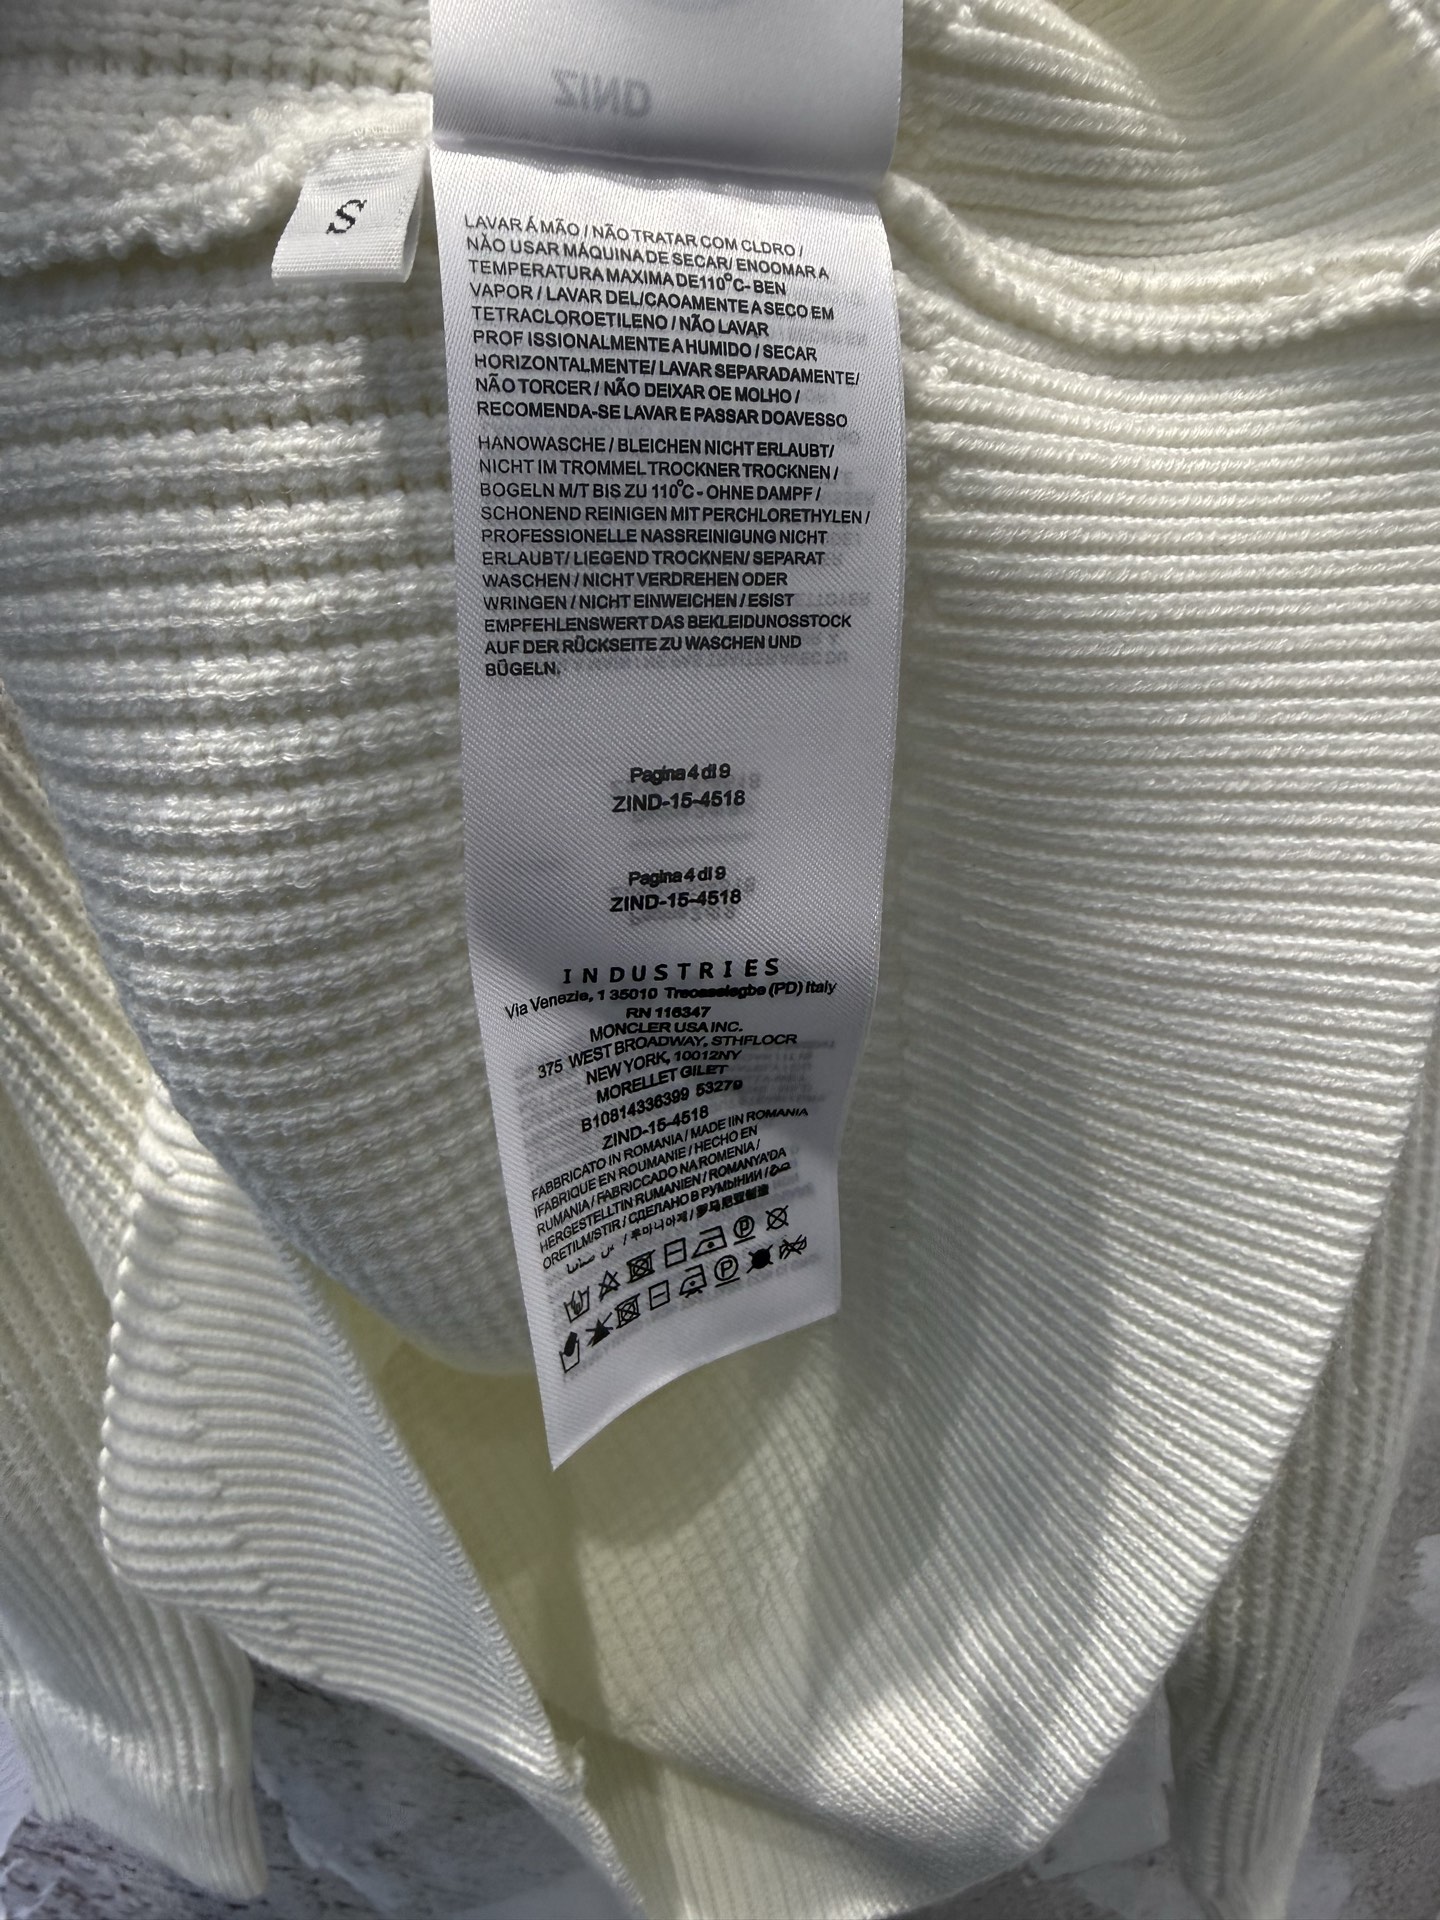 ZIND
S
LAVAR Á MÃO / NÃO TRATAR COM CLDRO /
NÃO USAR MÁQUINA DE SECAR/ ENOOMAR A
TEMPERATURA MAXIMA DE110°C- BEN
VAPOR / LAVAR DEL/CAOAMENTE A SECO EM
TETRACLOROETILENO / NÃO LAVAR
PROF ISSIONALMENTE A HUMIDO / SECAR
HORIZONTALMENTE/ LAVAR SEPARADAMENTE/
NÃO TORCER / NÃO DEIXAR OE MOLHO /
RECOMENDA-SE LAVAR E PASSAR DOAVESSO
HANOWASCHE / BLEICHEN NICHT ERLAUBT/
NICHT IM TROMMEL TROCKNER TROCKNEN /
BOGELN M/T BIS ZU 110°C - OHNE DAMPF /
SCHONEND REINIGEN MIT PERCHLORETHYLEN /
PROFESSIONELLE NASSREINIGUNG NICHT
ERLAUBT/ LIEGEND TROCKNEN/ SEPARAT
WASCHEN / NICHT VERDREHEN ODER
WRINGEN / NICHT EINWEICHEN / ESIST
EMPFEHLENSWERT DAS BEKLEIDUNOSSTOCK
AUF DER RÜCKSEITE ZU WASCHEN UND
BÜGELN.
Pagina 4 di 9
ZIND-15-4518
Pagina 4 di 9
ZIND-15-4518
INDUSTRIES
Via Venezie, 1 35010 (PD) Italy
RN 116347
MONCLER USA INC.
375 WEST BROADWAY, STHFLOCR
NEW YORK, 10012NY
MORELLET GILET
B10814336399 53279
ZIND-15-4518
FABBRICATO IN ROMANIA / MADE IIN ROMANIA
IFABRIQUE EN ROUMANIE / HECHO EN
RUMANIA / FABRICCADO NA ROMENIA /
HERGESTELLTIN RUMANIEN / ROMANYA'DA
ORETILM/STIR / СДЕЛАНО В РУМЫНИИ /